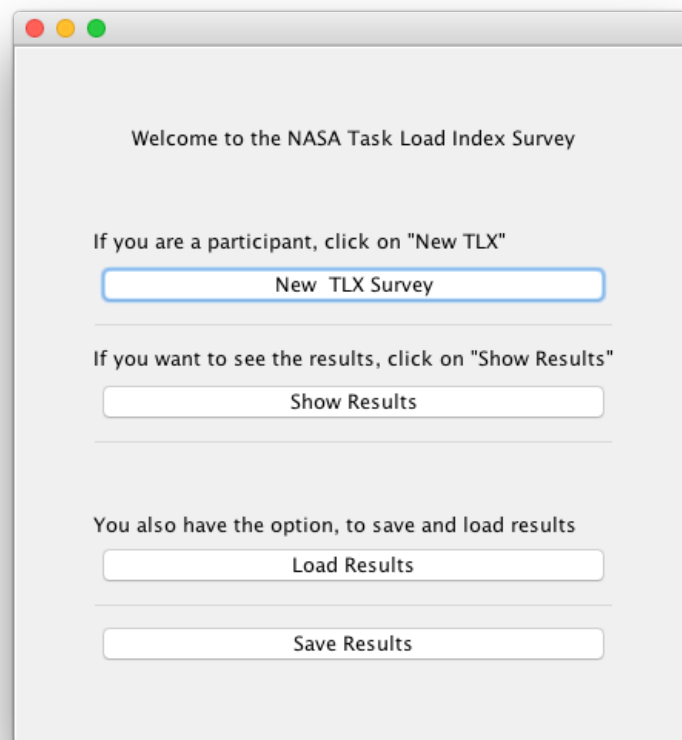 Welcome to the NASA Task Load Index Survey
If you are a participant, click on "New TLX"
New  TLX Survey
If you want to see the results, click on "Show Results"
Show Results
You also have the option, to save and load results
Load Results
Save Results